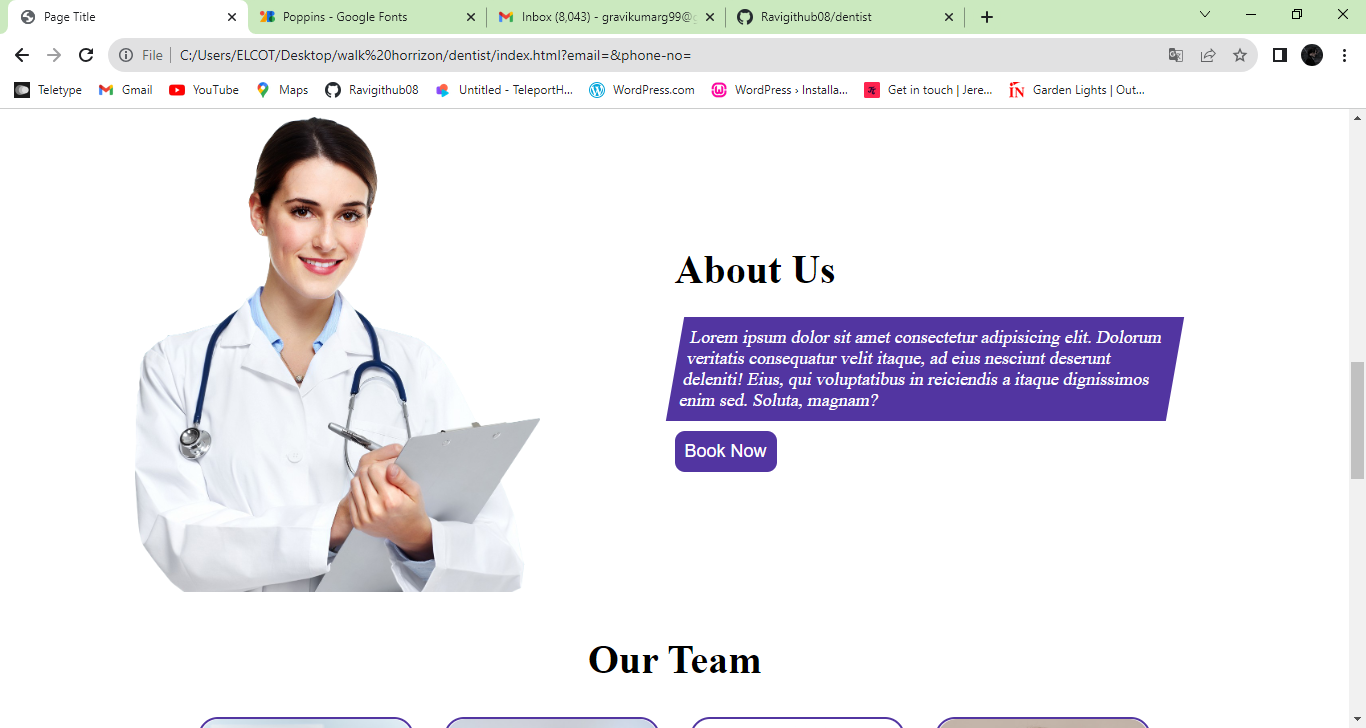 Page Title
Poppins - Google Fonts
Inbox (8,043) - gravikumarg99@g
Ravigithub08/dentist
File
C:/Users/ELCOT/Desktop/walk%20horrizon/dentist/index.html?email=&phone-no=
Teletype
Gmail
YouTube
Maps
Ravigithub08
Untitled - TeleportH...
WordPress.com
WordPress › Installa...
Get in touch | Jere...
Garden Lights | Out...
About Us
Lorem ipsum dolor sit amet consectetur adipisicing elit. Dolorum
veritatis consequatur velit itaque, ad eius nesciunt deserunt
deleniti! Eius, qui voluptatibus in reiciendis a itaque dignissimos
enim sed. Soluta, magnam?
Book Now
Our Team